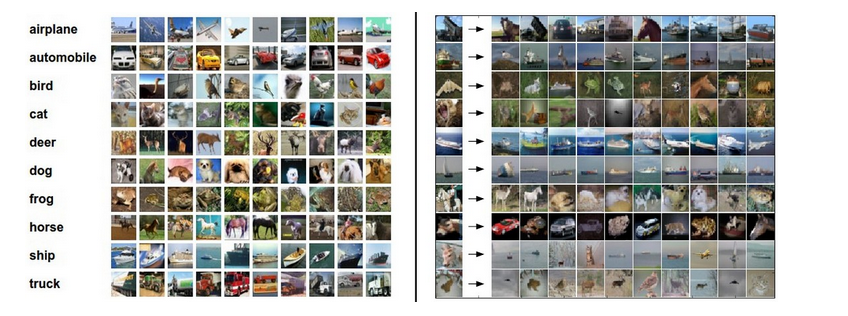 airplane
automobile
bird
cat
deer
dog
frog
horse
ship
truck